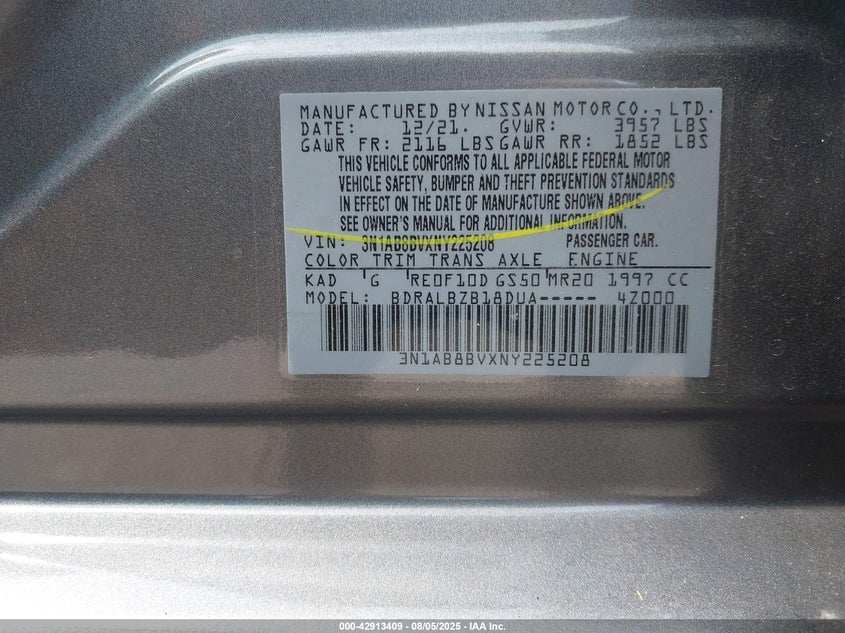 MANUFACTURED BY NISSAN MOTOR CO., LTD.
DATE: 12/21. GVWR: 3957 LBS
GAWR FR: 2116 LBS GAWR RR: 1852 LBS
THIS VEHICLE CONFORMS TO ALL APPLICABLE FEDERAL MOTOR
VEHICLE SAFETY, BUMPER AND THEFT PREVENTION STANDARDS
IN EFFECT ON THE DATE OF MANUFACTURE SHOWN ABOVE.
SEE OWNER'S MANUAL FOR ADDITIONAL INFORMATION.
VIN: 3N1AB8BVXNY225208 PASSENGER CAR.
COLOR TRIM TRANS AXLE ENGINE
KAD G RE0F10D GS50 MR20 1997 CC
MODEL: BDRALBZB18DUA----- 4Z000
3N1AB8BVXNY225208
000-42913409 - 08/05/2025 - IAA Inc.